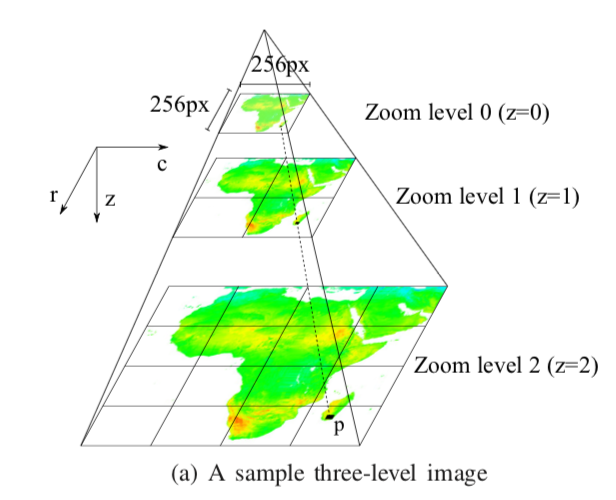 256px
256px
Zoom level 0 (z=0)
c
r
z
Zoom level 1 (z=1)
Zoom level 2 (z=2)
p
(a) A sample three-level image